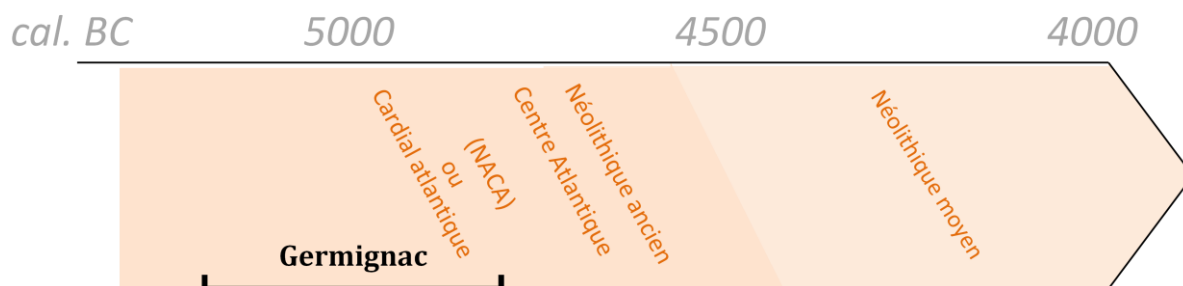 cal. BC 5000 4500 4000
Cardial atlantique
ou
(NACA)
Centre Atlantique
Néolithique ancien
Néolithique moyen
Germignac